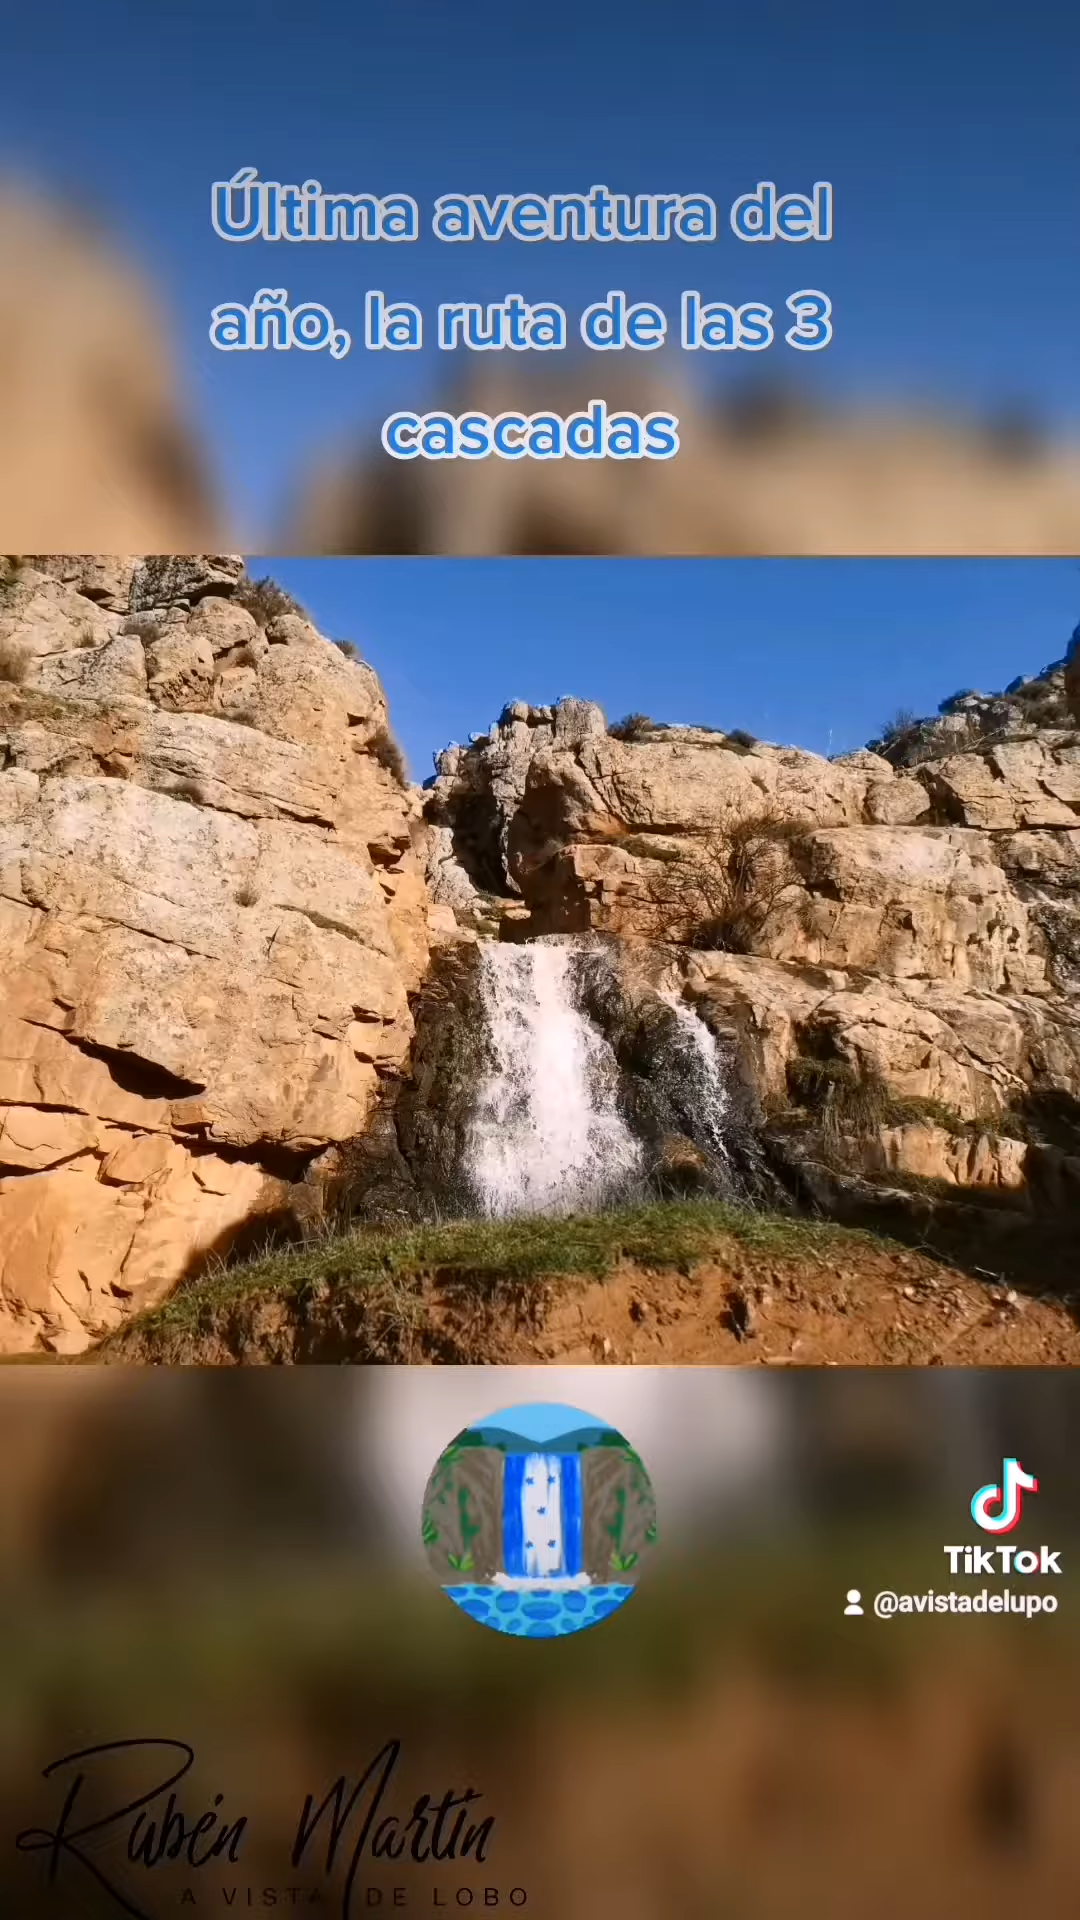 Última aventura del
año, la ruta de las 3
cascadas
TikTok
@avistadelupo
Rubén Martín
A VISTA DE LOBO